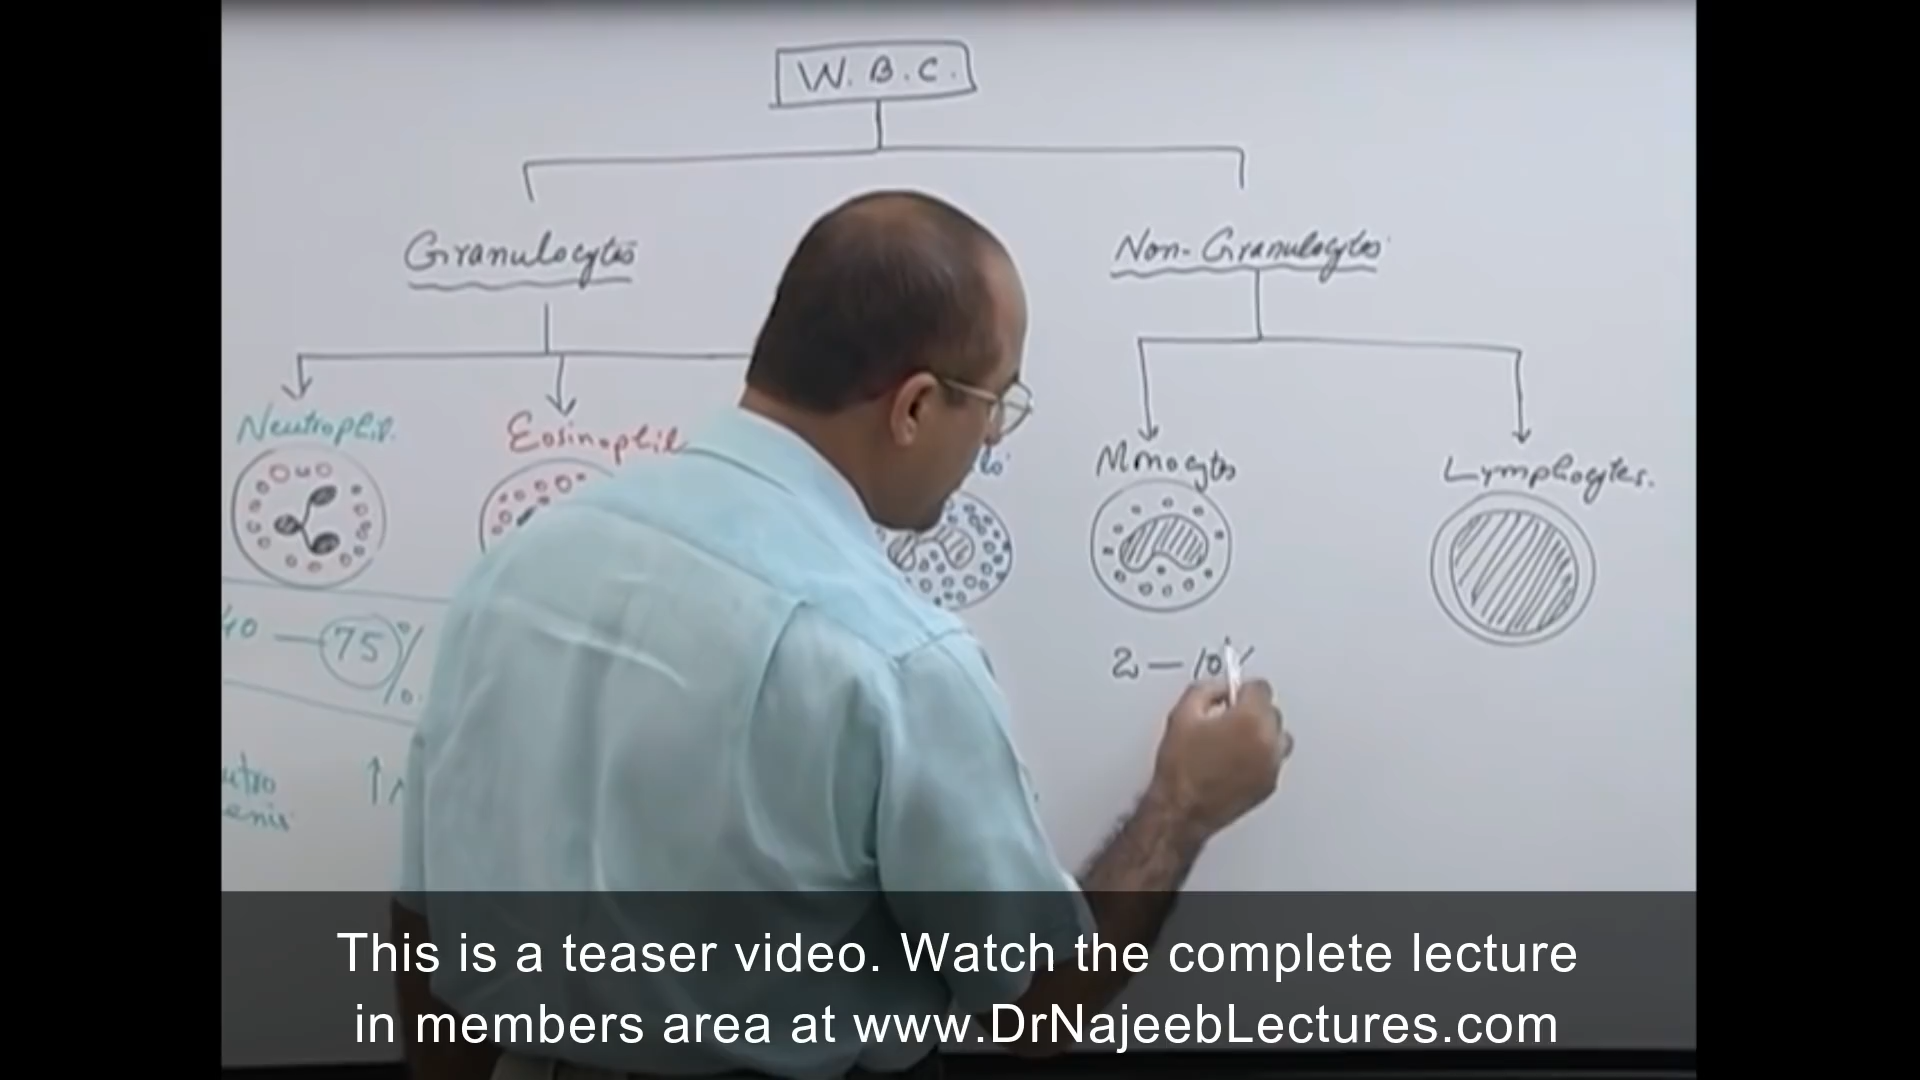 W.B.C.
Granulocytes
Non-Granulocytes
Neutrophil.
Eosinophil
Monocytes
Lymphocytes.
40 — 75%
2 — 10%
This is a teaser video. Watch the complete lecture
in members area at www.DrNajeebLectures.com